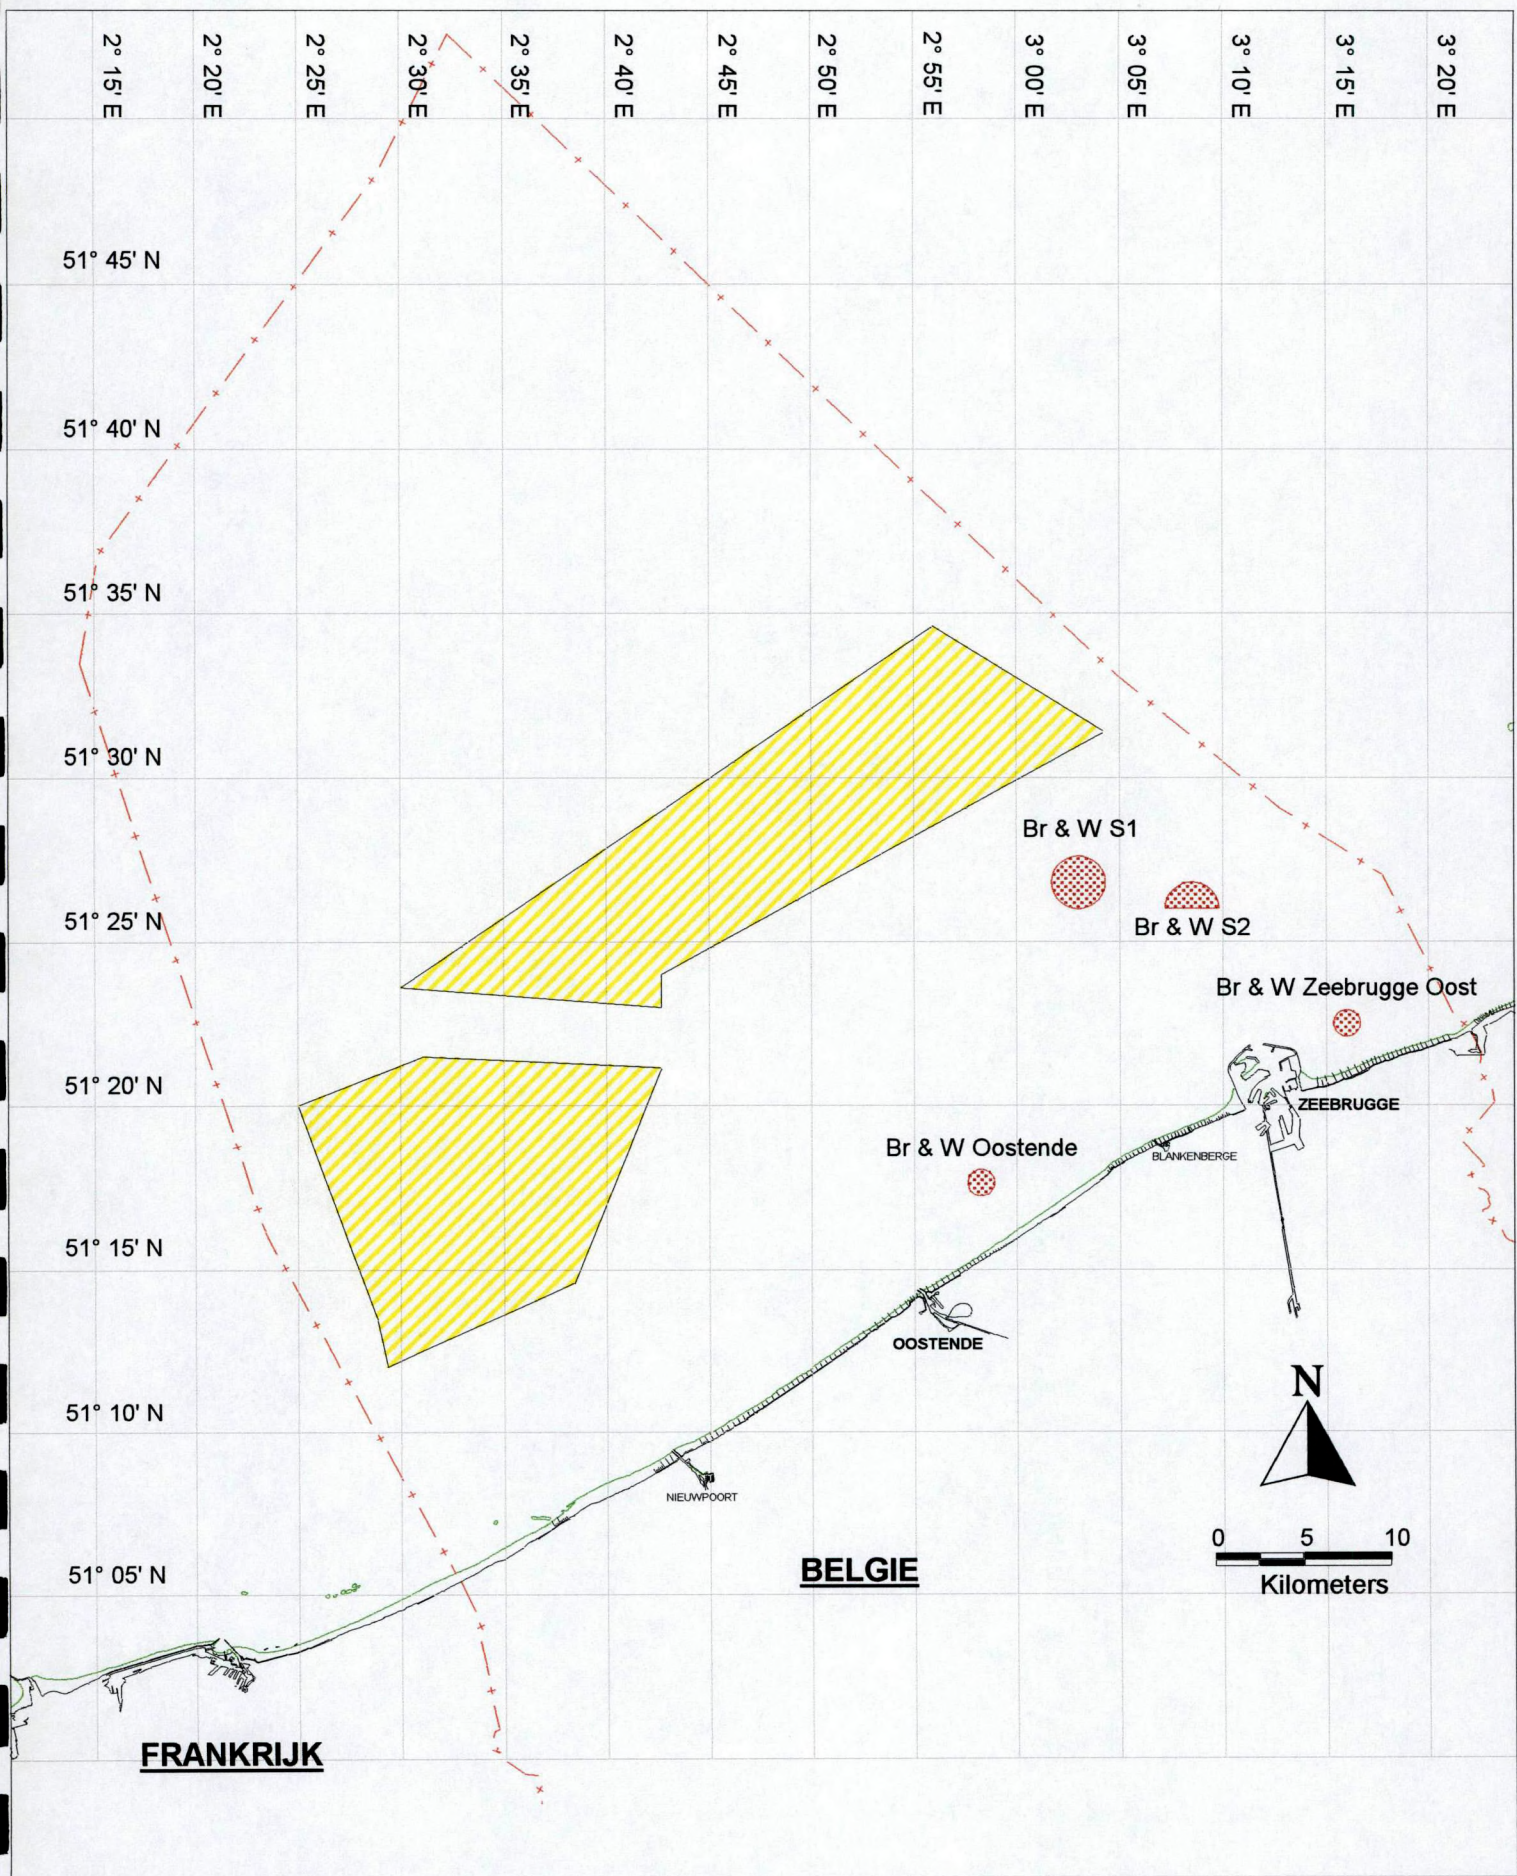 2° 15' E
2° 20' E
2° 25' E
2° 30' E
2° 35' E
2° 40' E
2° 45' E
2° 50' E
2° 55' E
3° 00' E
3° 05' E
3° 10' E
3° 15' E
3° 20' E
51° 45' N
51° 40' N
51° 35' N
51° 30' N
Br & W S1
51° 25' N
Br & W S2
Br & W Zeebrugge Oost
51° 20' N
ZEEBRUGGE
Br & W Oostende
BLANKENBERGE
51° 15' N
OOSTENDE
N
51° 10' N
NIEUWPOORT
0 5 10
Kilometers
BELGIE
51° 05' N
FRANKRIJK